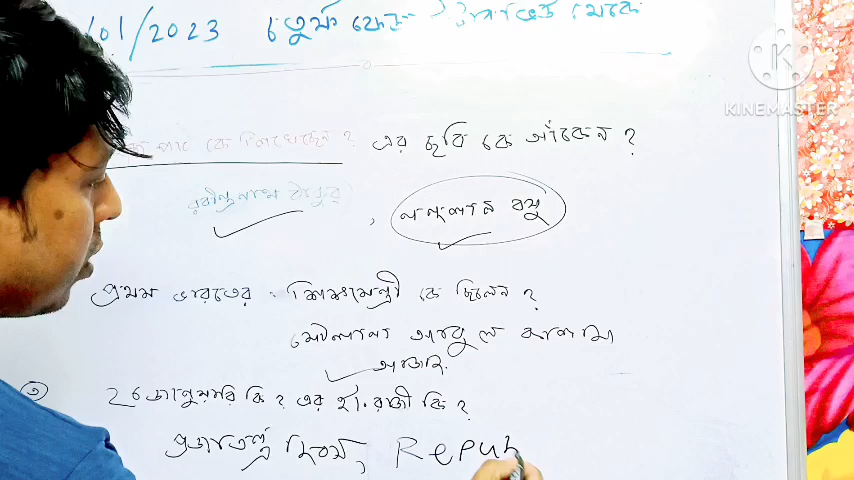 /01/2023
কে লিখেছেন? এর ছবি কে আঁকেন?
রবীন্দ্রনাথ ঠাকুর, নন্দলাল বসু
প্রথম ভারতের শিক্ষামন্ত্রী কে ছিলেন?
মৌলানা আবুল কালাম
আজাদ
৩ 26 জানুয়ারি কি? এর ইং.রাজী কি?
প্রজাতন্ত্র দিবস, Repub
KINEMASTER